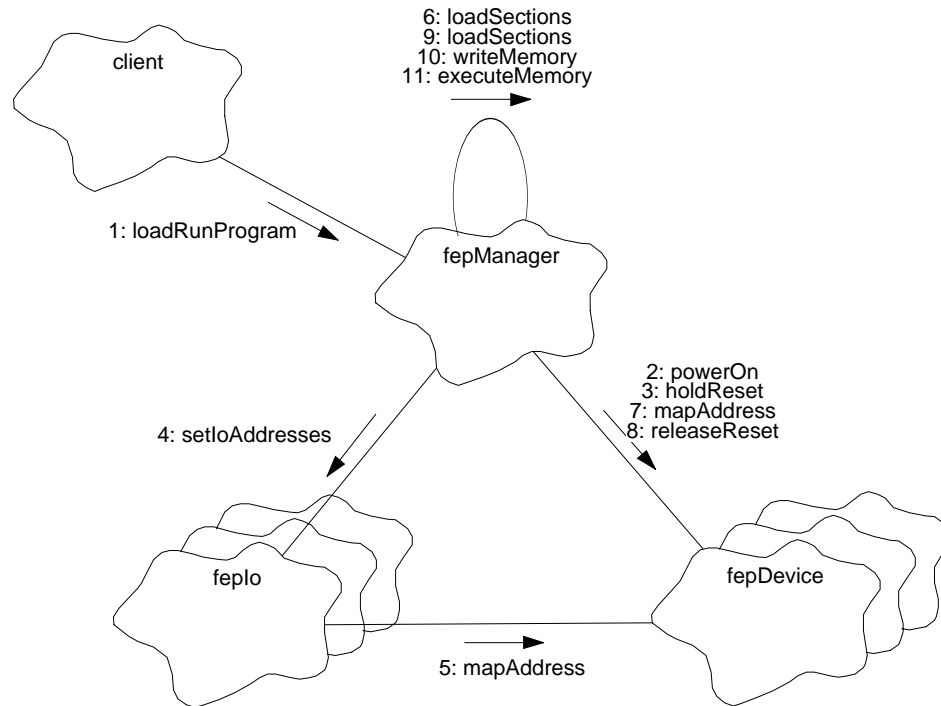 6: loadSections
9: loadSections
10: writeMemory
11: executeMemory
client
1: loadRunProgram
fepManager
2: powerOn
3: holdReset
7: mapAddress
8: releaseReset
4: setIoAddresses
fepIo
fepDevice
5: mapAddress